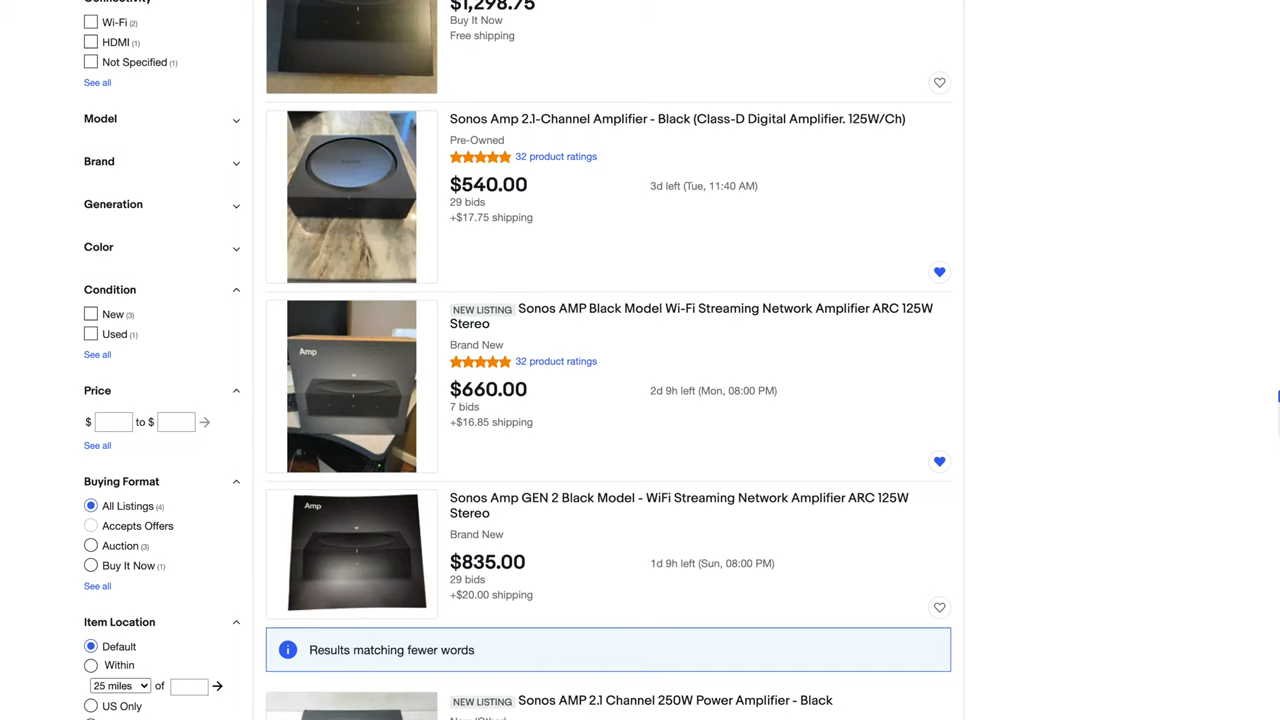 Connectivity
Wi-Fi (2)
HDMI (1)
Not Specified (1)
See all
Model
Brand
Generation
Color
Condition
New (3)
Used (1)
See all
Price
$ to $
See all
Buying Format
All Listings (4)
Accepts Offers
Auction (3)
Buy It Now (1)
See all
Item Location
Default
Within
25 miles of
US Only
$1,298.75
Buy It Now
Free shipping
Sonos Amp 2.1-Channel Amplifier - Black (Class-D Digital Amplifier. 125W/Ch)
Pre-Owned
32 product ratings
$540.00 3d left (Tue, 11:40 AM)
29 bids
+$17.75 shipping
Amp
NEW LISTING Sonos AMP Black Model Wi-Fi Streaming Network Amplifier ARC 125W
Stereo
Brand New
32 product ratings
$660.00 2d 9h left (Mon, 08:00 PM)
7 bids
+$16.85 shipping
Amp
Sonos Amp GEN 2 Black Model - WiFi Streaming Network Amplifier ARC 125W
Stereo
Brand New
$835.00 1d 9h left (Sun, 08:00 PM)
29 bids
+$20.00 shipping
Results matching fewer words
NEW LISTING Sonos AMP 2.1 Channel 250W Power Amplifier - Black
New (Other)